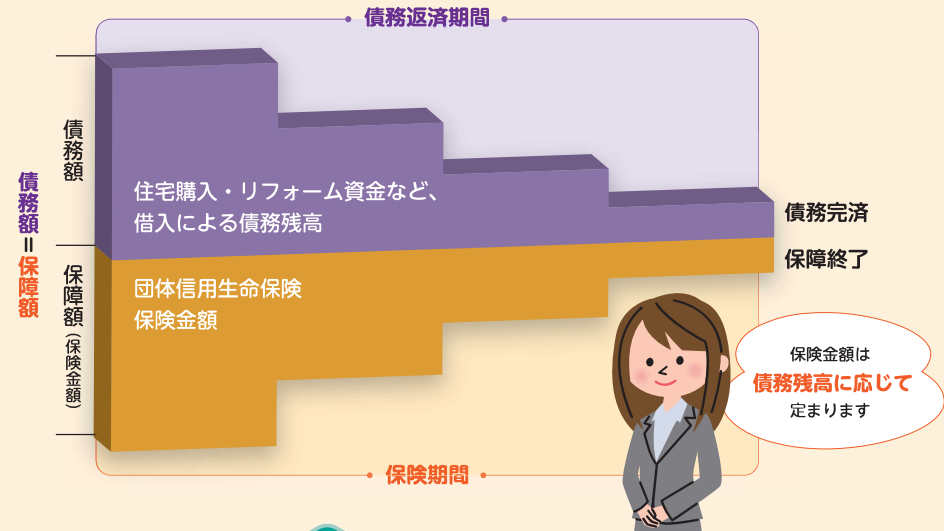 債務返済期間
債務額
債務額=保障額
保障額(保険金額)
住宅購入・リフォーム資金など、
借入による債務残高
団体信用生命保険
保険金額
債務完済
保障終了
保険金額は
債務残高に応じて
定まります
保険期間